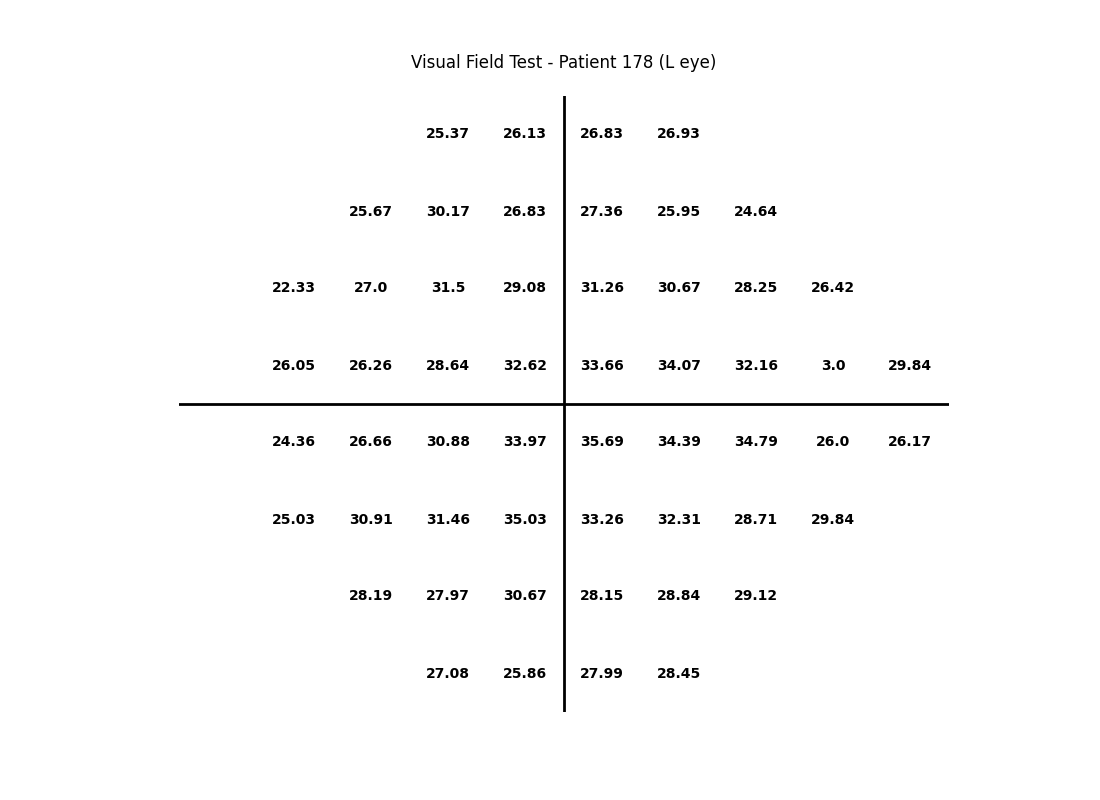 Visual Field Test - Patient 178 (L eye)
25.37 26.13 26.83 26.93
25.67 30.17 26.83 27.36 25.95 24.64
22.33 27.0 31.5 29.08 31.26 30.67 28.25 26.42
26.05 26.26 28.64 32.62 33.66 34.07 32.16 3.0 29.84
24.36 26.66 30.88 33.97 35.69 34.39 34.79 26.0 26.17
25.03 30.91 31.46 35.03 33.26 32.31 28.71 29.84
28.19 27.97 30.67 28.15 28.84 29.12
27.08 25.86 27.99 28.45